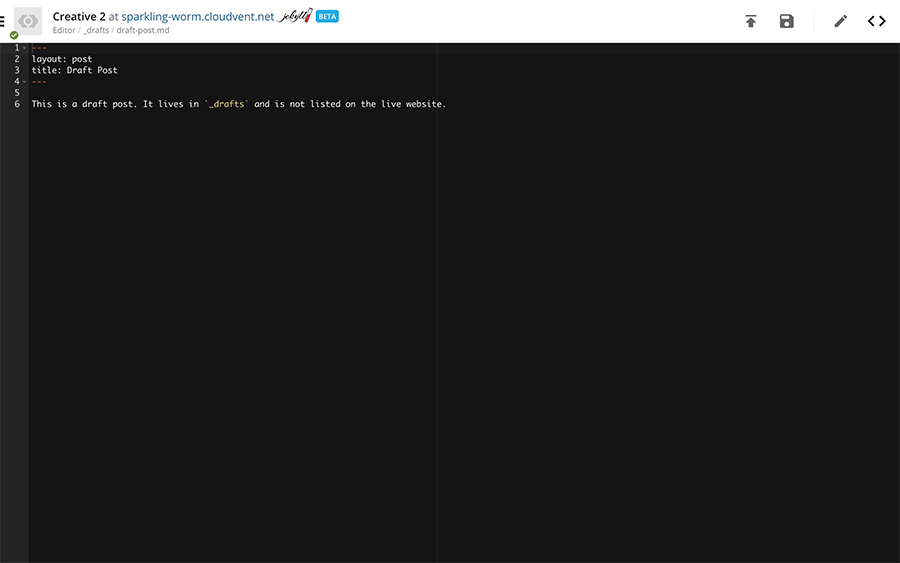 Creative 2 at sparkling-worm.cloudvent.net jekyll BETA
Editor / _drafts / draft-post.md
1 ---
2 layout: post
3 title: Draft Post
4 ---
5
6 This is a draft post. It lives in `_drafts` and is not listed on the live website.